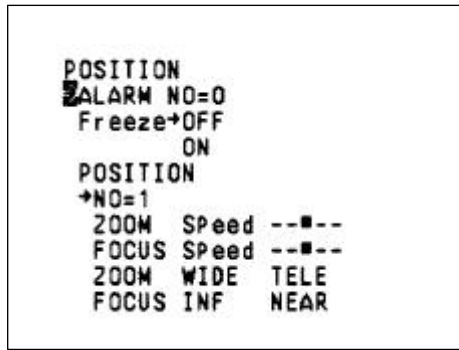 POSITION
ALARM NO=0
Freeze→OFF
ON
POSITION
→NO=1
ZOOM SPeed --■--
FOCUS SPeed --■--
ZOOM WIDE TELE
FOCUS INF NEAR